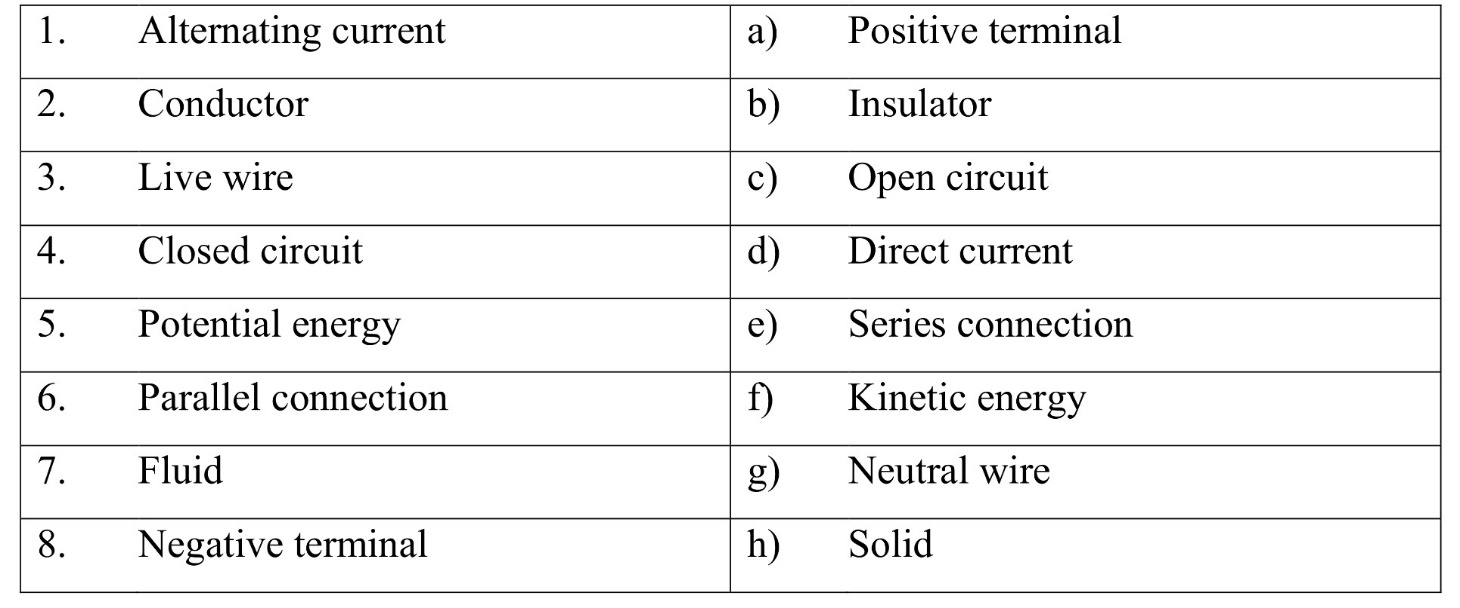 1. Alternating current a) Positive terminal
2. Conductor b) Insulator
3. Live wire c) Open circuit
4. Closed circuit d) Direct current
5. Potential energy e) Series connection
6. Parallel connection f) Kinetic energy
7. Fluid g) Neutral wire
8. Negative terminal h) Solid